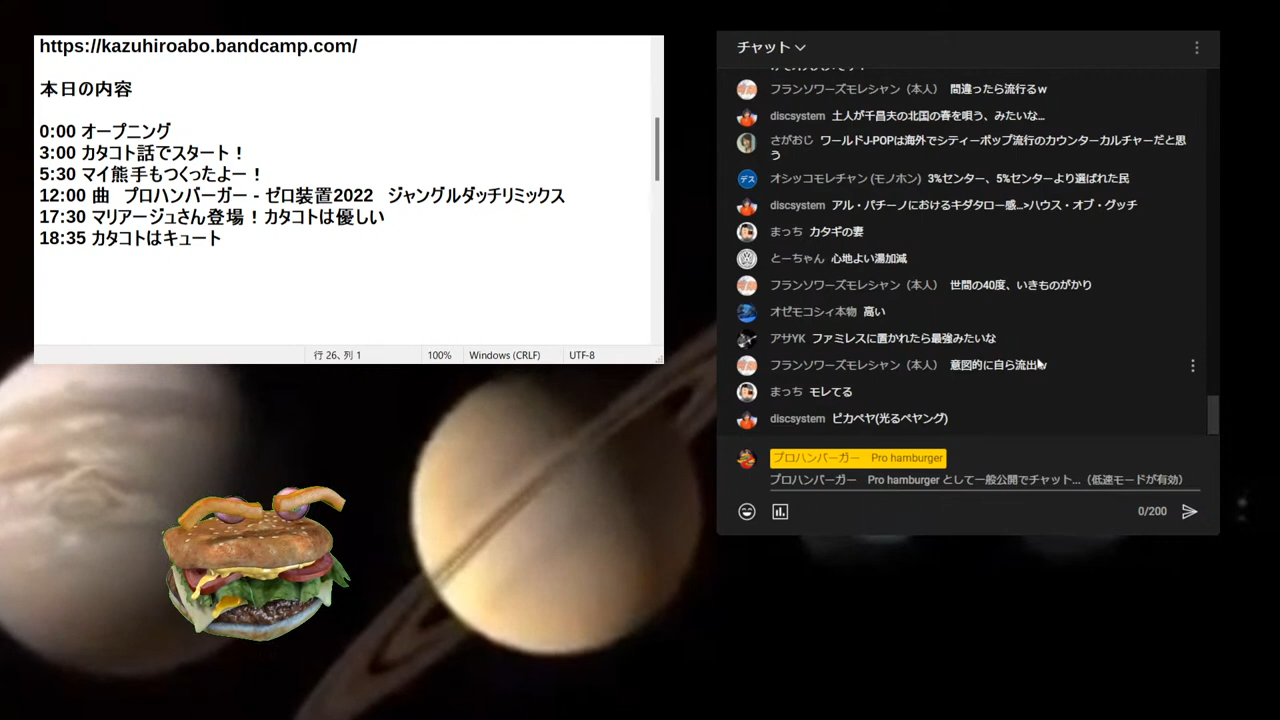 https://kazuhiroabo.bandcamp.com/
本日の内容
0:00 オープニング
3:00 カタコト話でスタート！
5:30 マイ熊手もつくったよー！
12:00 曲　プロハンバーガー - ゼロ装置2022　ジャングルダッチリミックス
17:30 マリアージュさん登場！カタコトは優しい
18:35 カタコトはキュート
行 26、列 1
100%
Windows (CRLF)
UTF-8
チャット
フランソワーズモレシャン（本人） 間違ったら流行るw
discsystem 土人が千昌夫の北国の春を唄う、みたいな…
さがおじ ワールドJ-POPは海外でシティーポップ流行のカウンターカルチャーだと思
う
オシッコモレチャン (モノホン) 3%センター、5%センターより選ばれた民
discsystem アル・パチーノにおけるキダタロー感…>ハウス・オブ・グッチ
まっち カタギの妻
とーちゃん 心地よい湯加減
フランソワーズモレシャン（本人） 世間の40度、いきものがかり
オゼモコシィ本物 高い
アサYK ファミレスに置かれたら最強みたいな
フランソワーズモレシャン（本人） 意図的に自ら流出w
まっち モレてる
discsystem ピカペヤ(光るペヤング)
プロハンバーガー　Pro hamburger
プロハンバーガー　Pro hamburger として一般公開でチャット...（低速モードが有効）
0/200